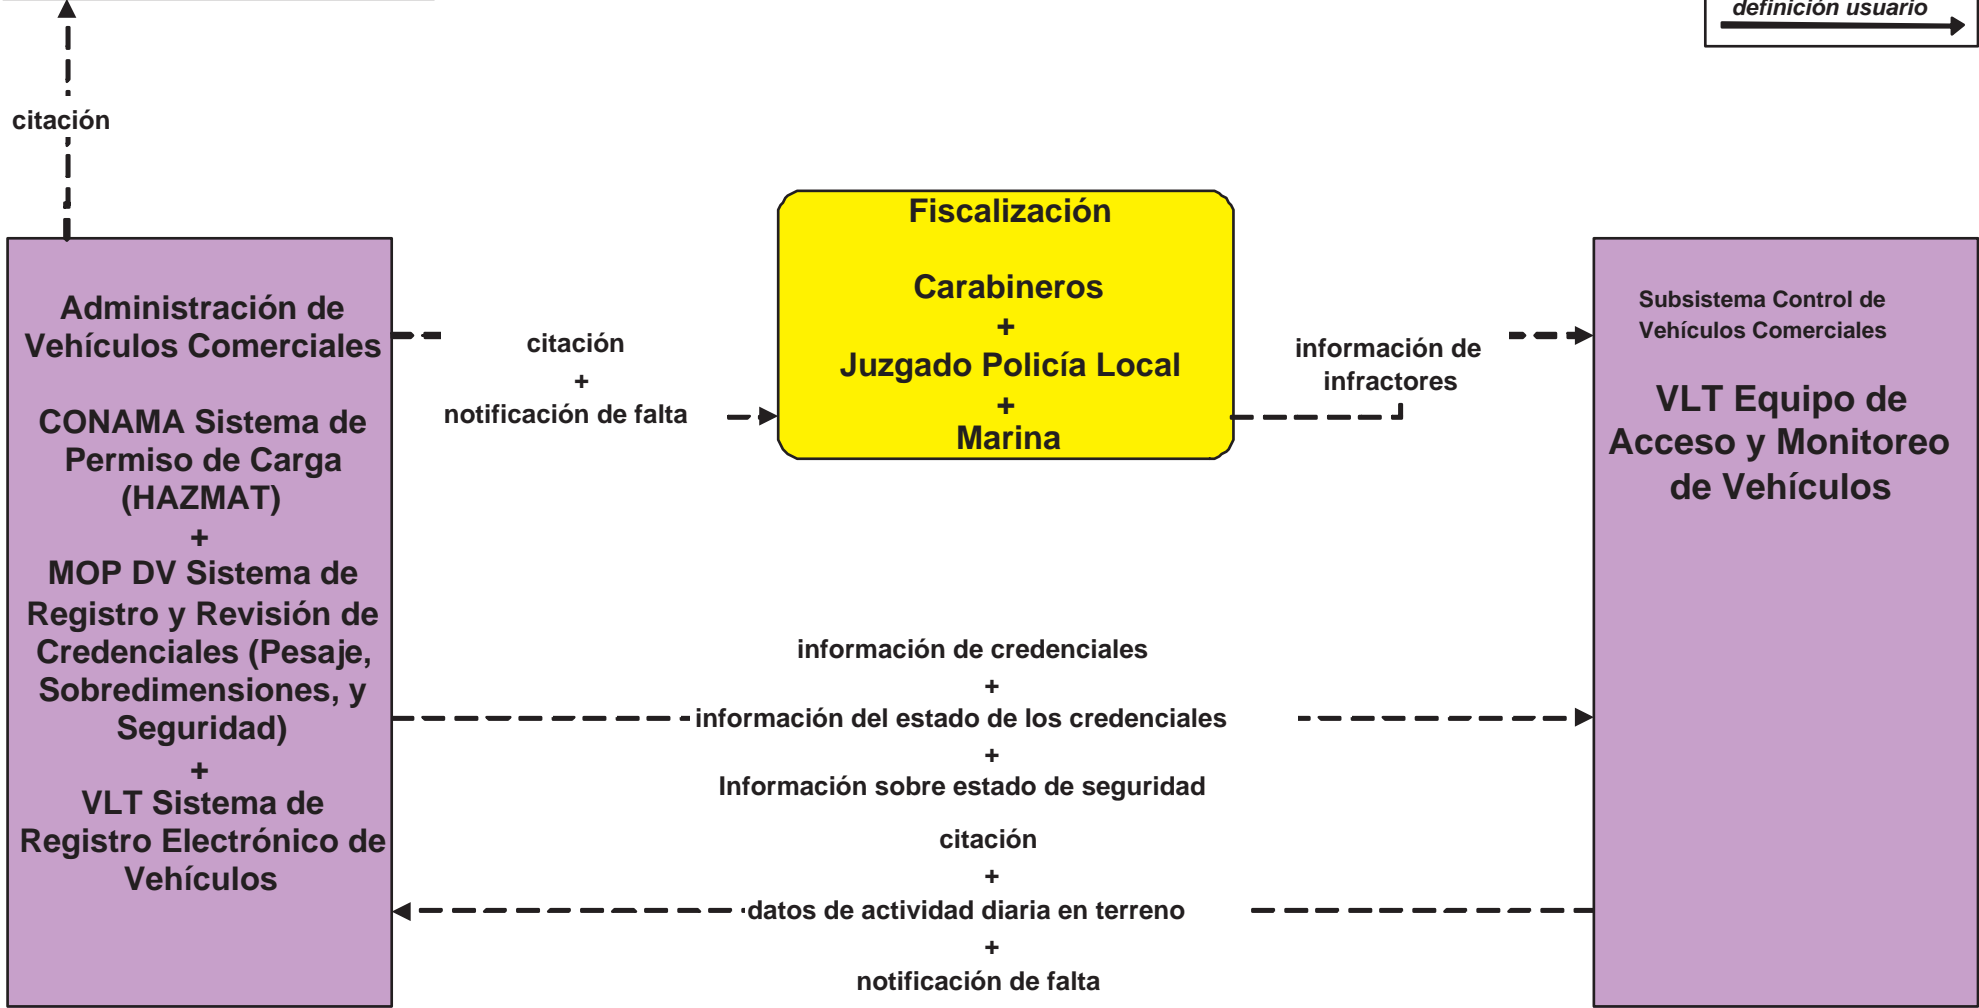 definición usuario
citación
Administración de
Vehículos Comerciales
CONAMA Sistema de
Permiso de Carga
(HAZMAT)
+
MOP DV Sistema de
Registro y Revisión de
Credenciales (Pesaje,
Sobredimensiones, y
Seguridad)
+
VLT Sistema de
Registro Electrónico de
Vehículos
citación
+
notificación de falta
Fiscalización
Carabineros
+
Juzgado Policía Local
+
Marina
información de
infractores
Subsistema Control de
Vehículos Comerciales
VLT Equipo de
Acceso y Monitoreo
de Vehículos
información de credenciales
+
información del estado de los credenciales
+
Información sobre estado de seguridad
citación
+
datos de actividad diaria en terreno
+
notificación de falta